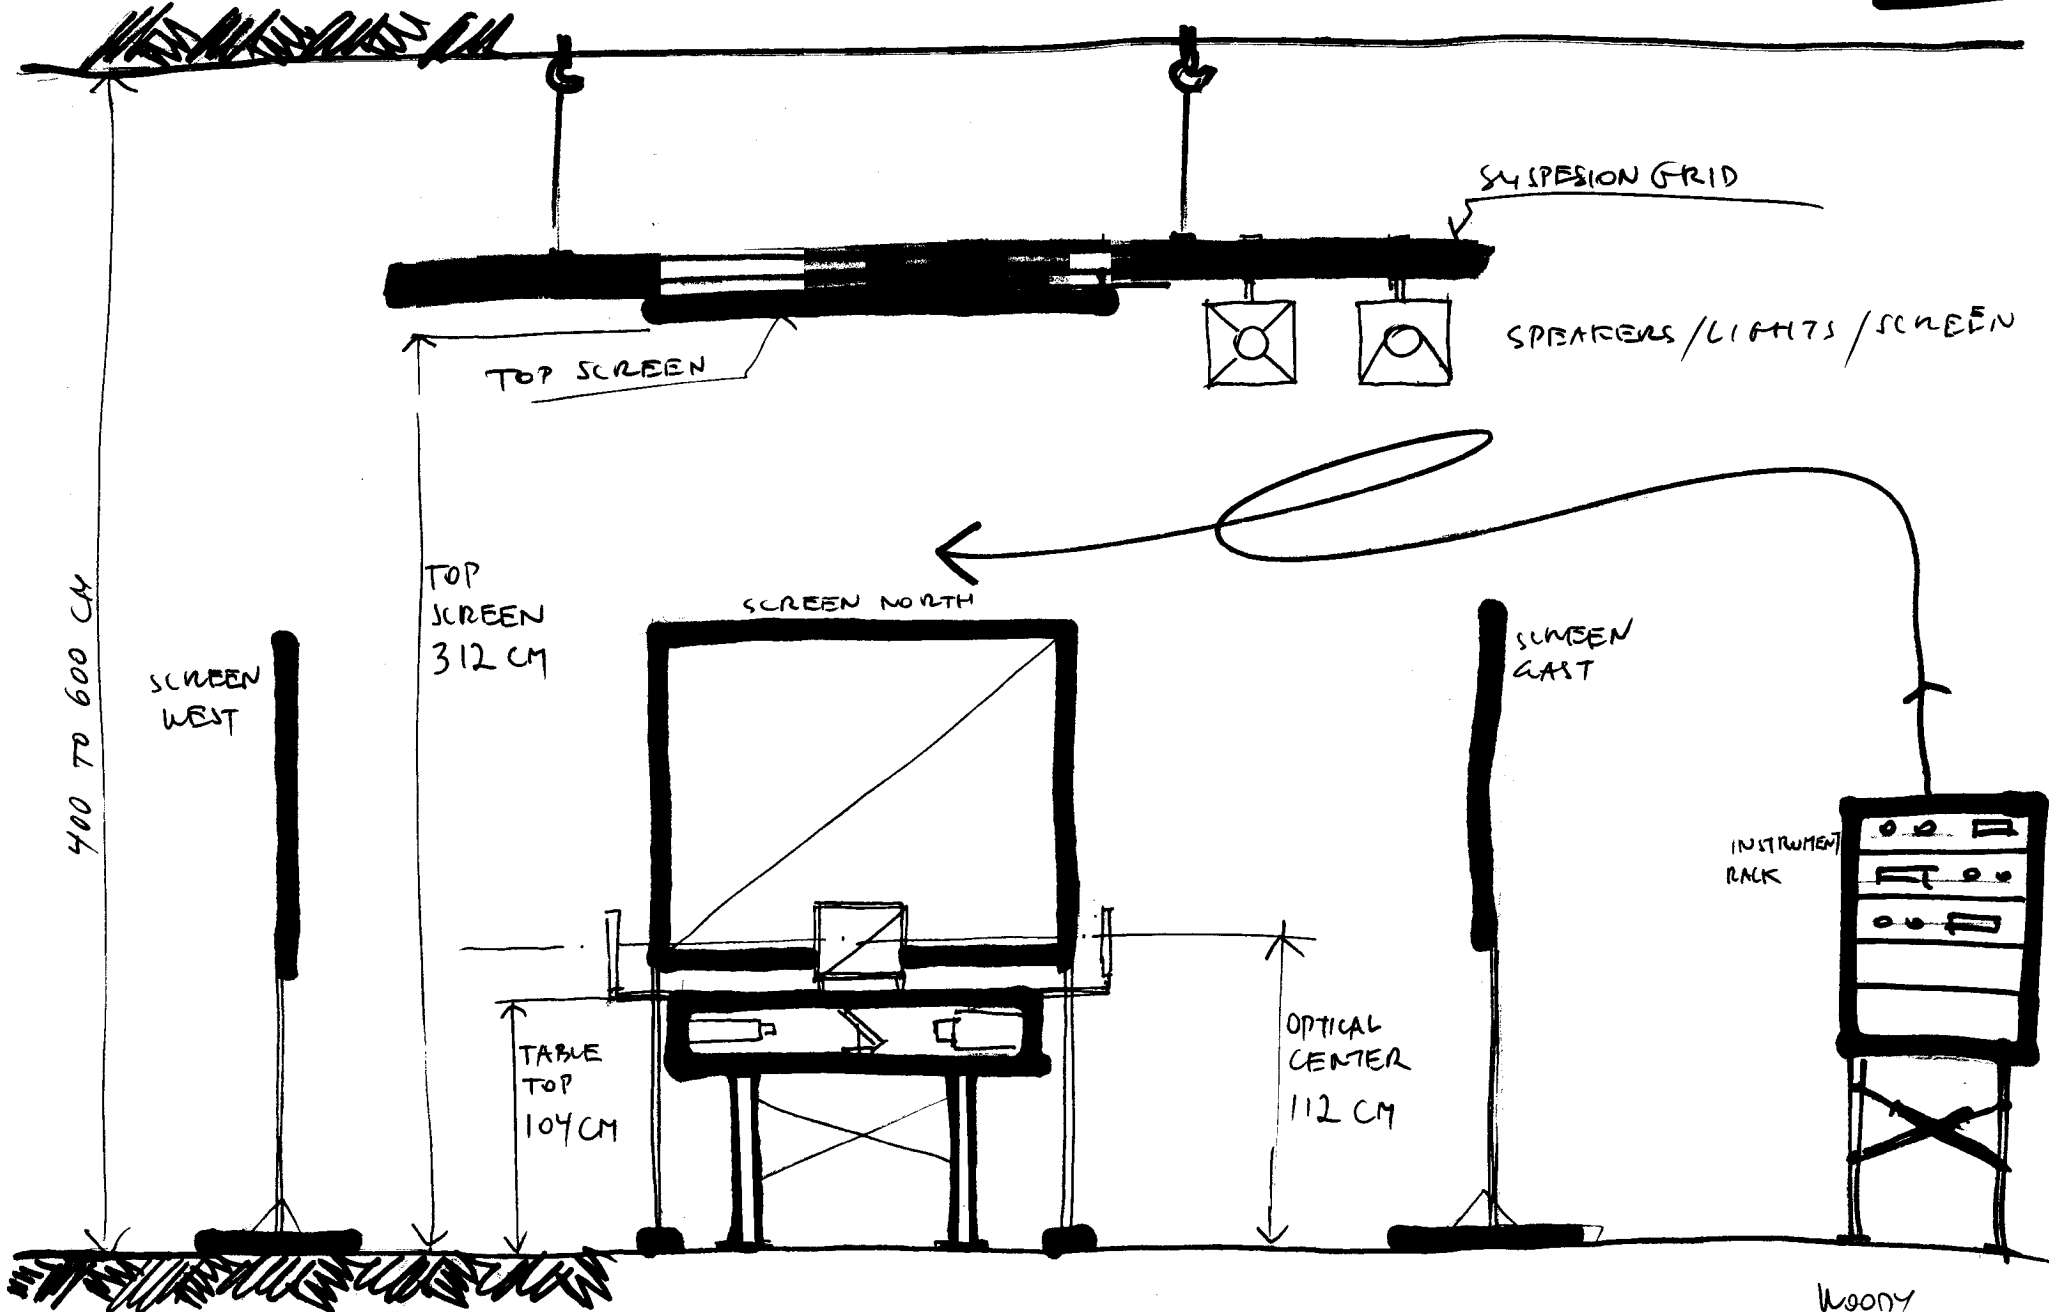 SUSPESION GRID
SPEAKERS/LIGHTS/SCREEN
TOP SCREEN
TOP
SCREEN
312 CM
400 TO 600 CM
SCREEN NORTH
SCREEN
WEST
SCREEN
EAST
INSTRUMENT
RACK
TABLE
TOP
104 CM
OPTICAL
CENTER
112 CM
WOODY